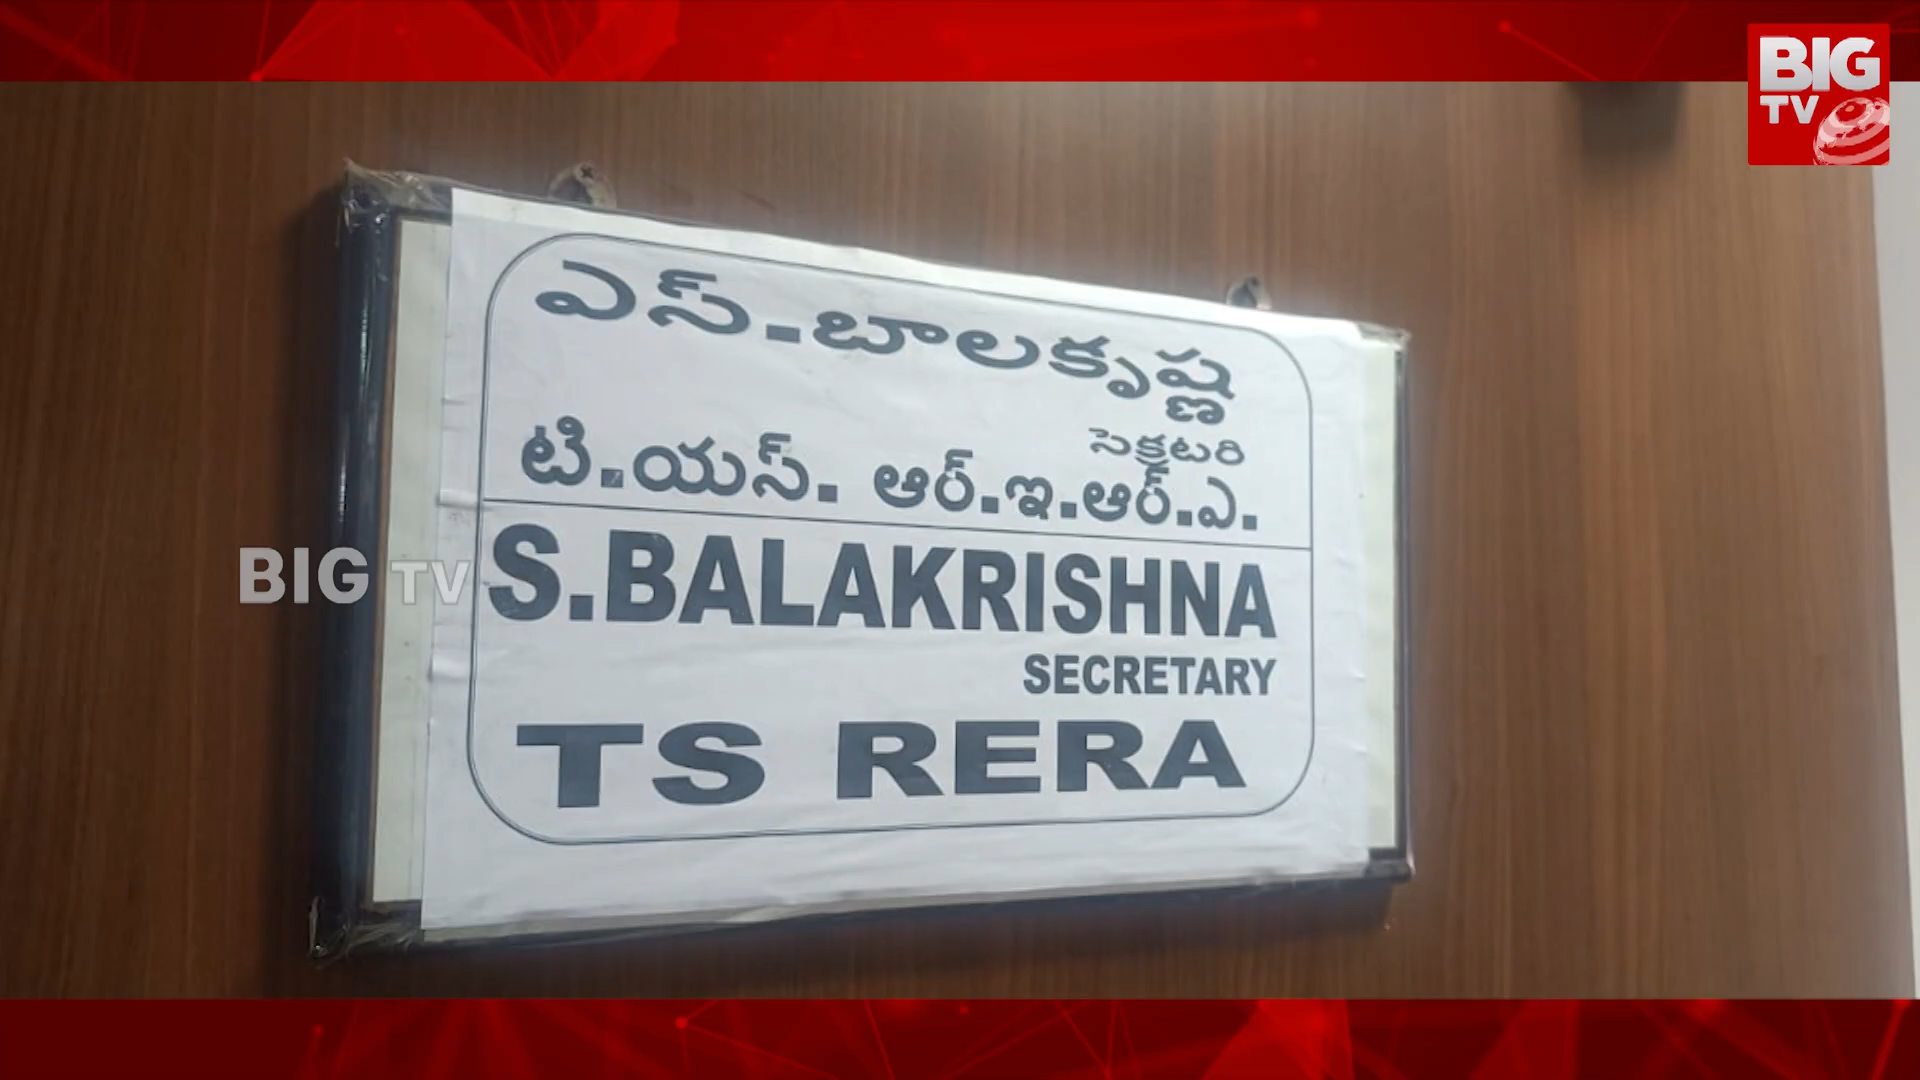 BIG
TV
ఎస్.బాలకృష్ణ
సెక్రటరి
టి.యస్. ఆర్.ఇ.ఆర్.ఎ.
BIG TV
S.BALAKRISHNA
SECRETARY
TS RERA